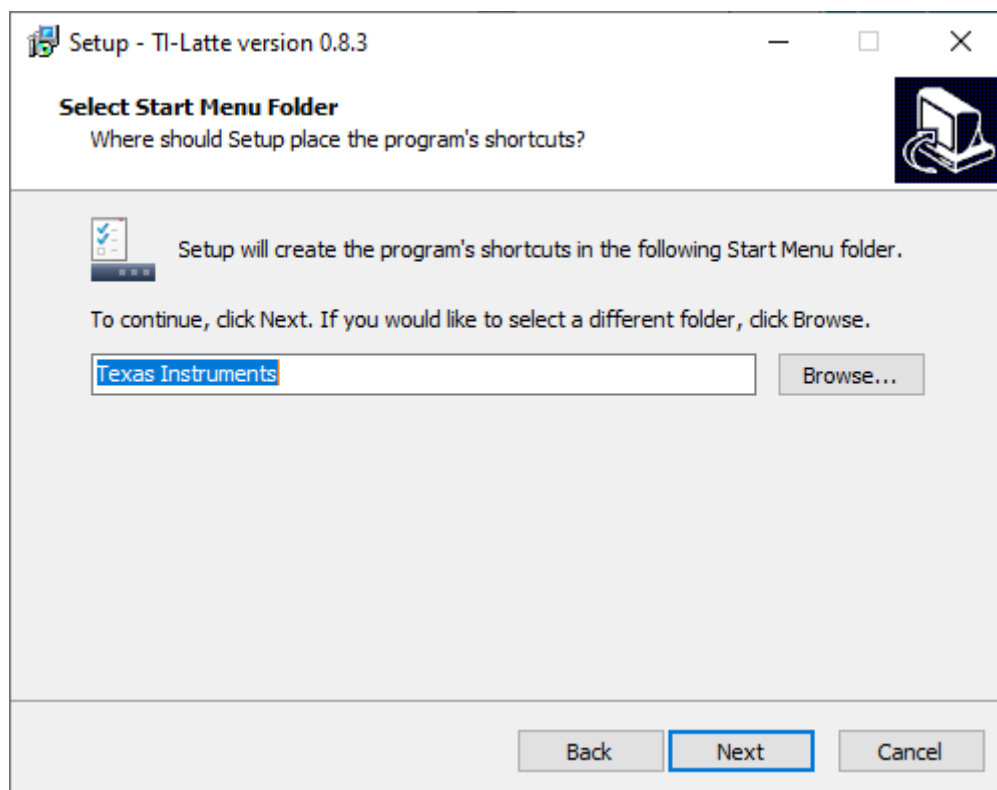 Setup - TI-Latte version 0.8.3
Select Start Menu Folder
Where should Setup place the program's shortcuts?
Setup will create the program's shortcuts in the following Start Menu folder.
To continue, click Next. If you would like to select a different folder, click Browse.
Texas Instruments
Browse...
Back
Next
Cancel